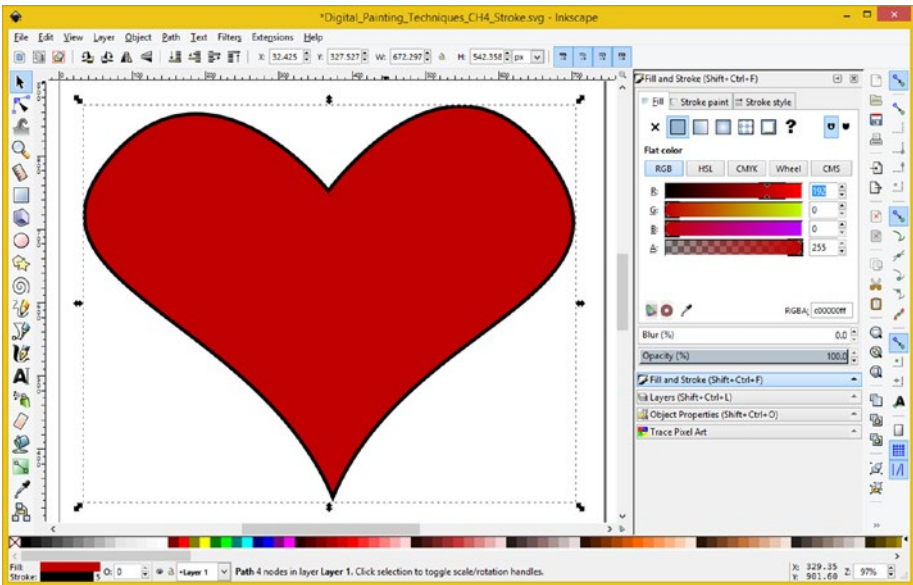 *Digital_Painting_Techniques_CH4_Stroke.svg - Inkscape
File Edit View Layer Object Path Text Filters Extensions Help
X: 32.425 Y: 327.527 W: 672.297 H: 542.358 px
Fill and Stroke (Shift+Ctrl+F)
Fill Stroke paint Stroke style
Flat color
RGB HSL CMYK Wheel CMS
R: 192
G: 0
B: 0
A: 255
RGBA: c00000ff
Blur (%) 0.0
Opacity (%) 100.0
Fill and Stroke (Shift+Ctrl+F)
Layers (Shift+Ctrl+L)
Object Properties (Shift+Ctrl+O)
Trace Pixel Art
Fill:
Stroke: 5 O: 0 •Layer 1 Path 4 nodes in layer Layer 1. Click selection to toggle scale/rotation handles. X: 329.35 Y: 901.60 Z: 97%